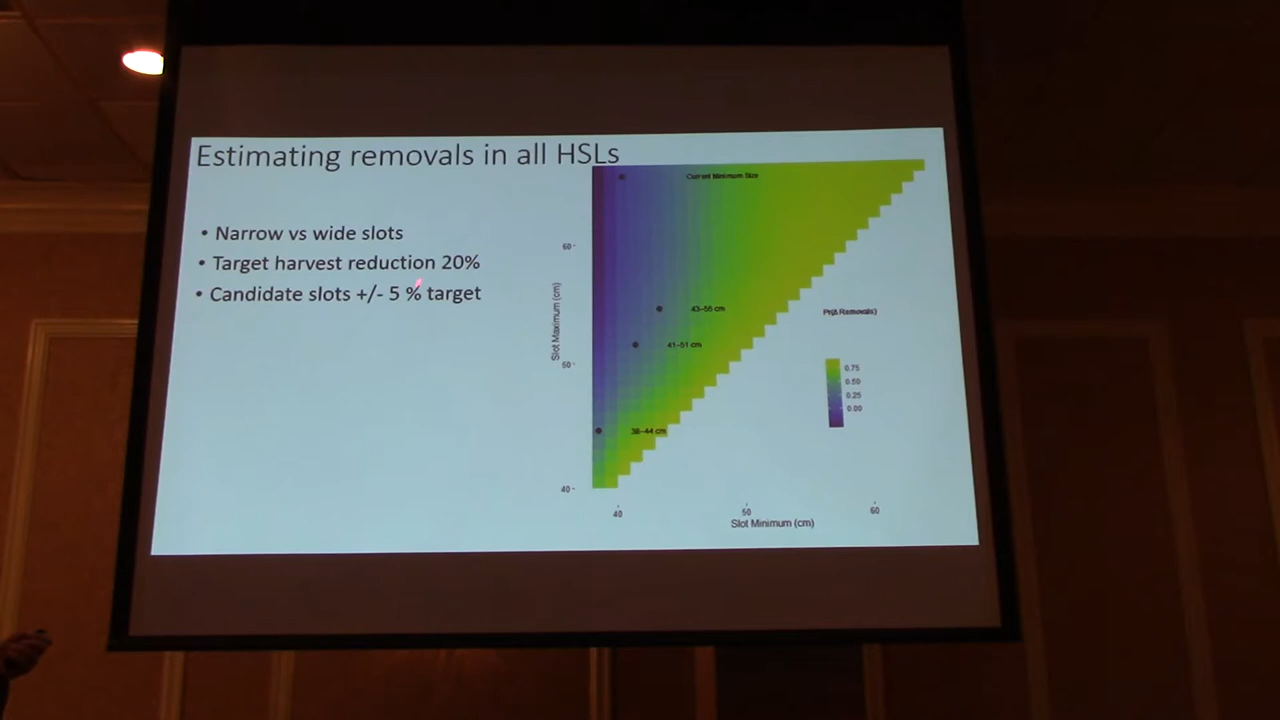 Estimating removals in all HSLs
• Narrow vs wide slots
• Target harvest reduction 20%
• Candidate slots +/- 5 % target
Current Minimum Size
60
43–55 cm
41–51 cm
50
38–44 cm
40
Slot Maximum (cm)
0.75
0.50
0.25
0.00
40
50
60
Slot Minimum (cm)